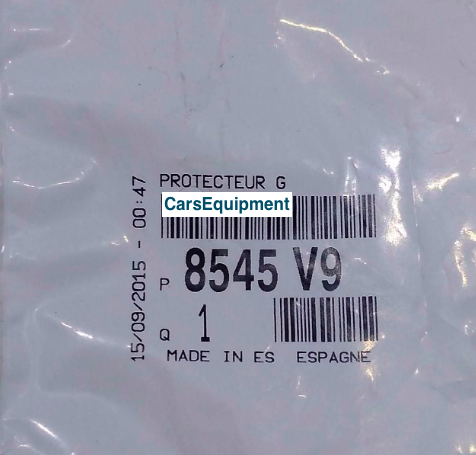 PROTECTEUR G
CarsEquipment
P 8545 V9
Q 1
MADE IN ES ESPAGNE
15/09/2015 - 00:47